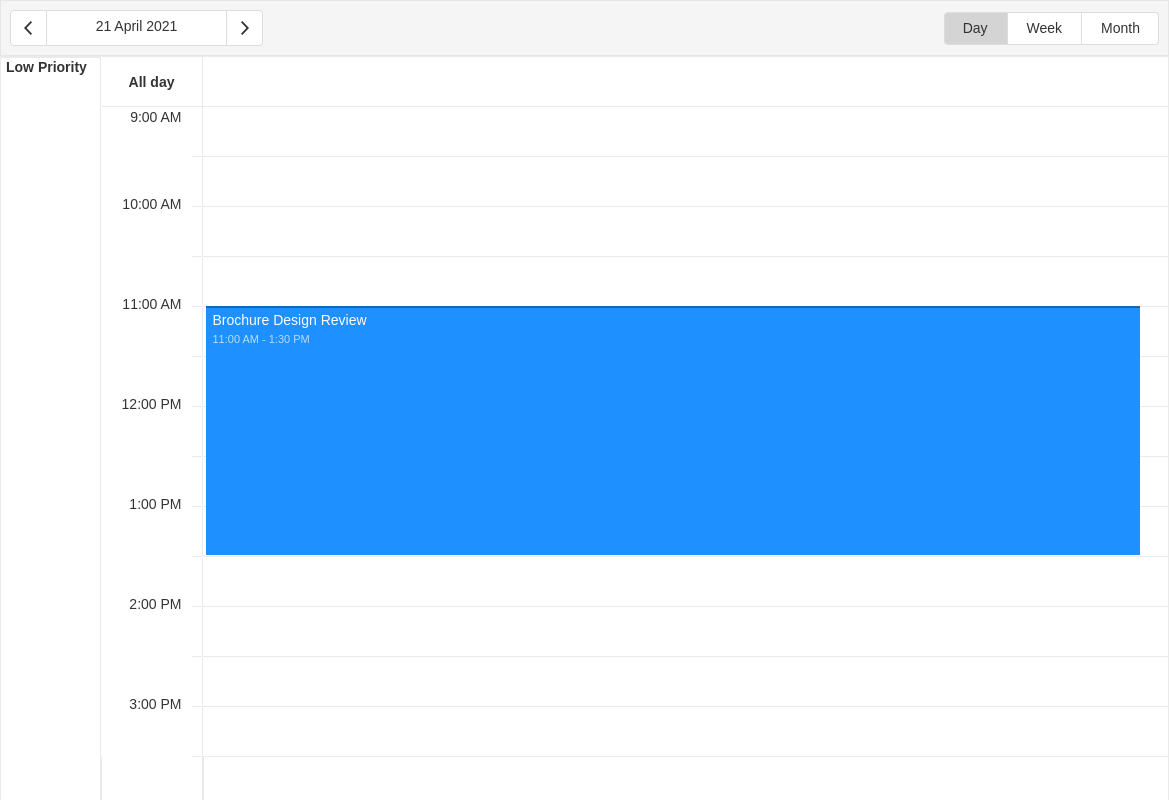 21 April 2021
Day
Week
Month
Low Priority
All day
9:00 AM
10:00 AM
11:00 AM
Brochure Design Review
11:00 AM - 1:30 PM
12:00 PM
1:00 PM
2:00 PM
3:00 PM